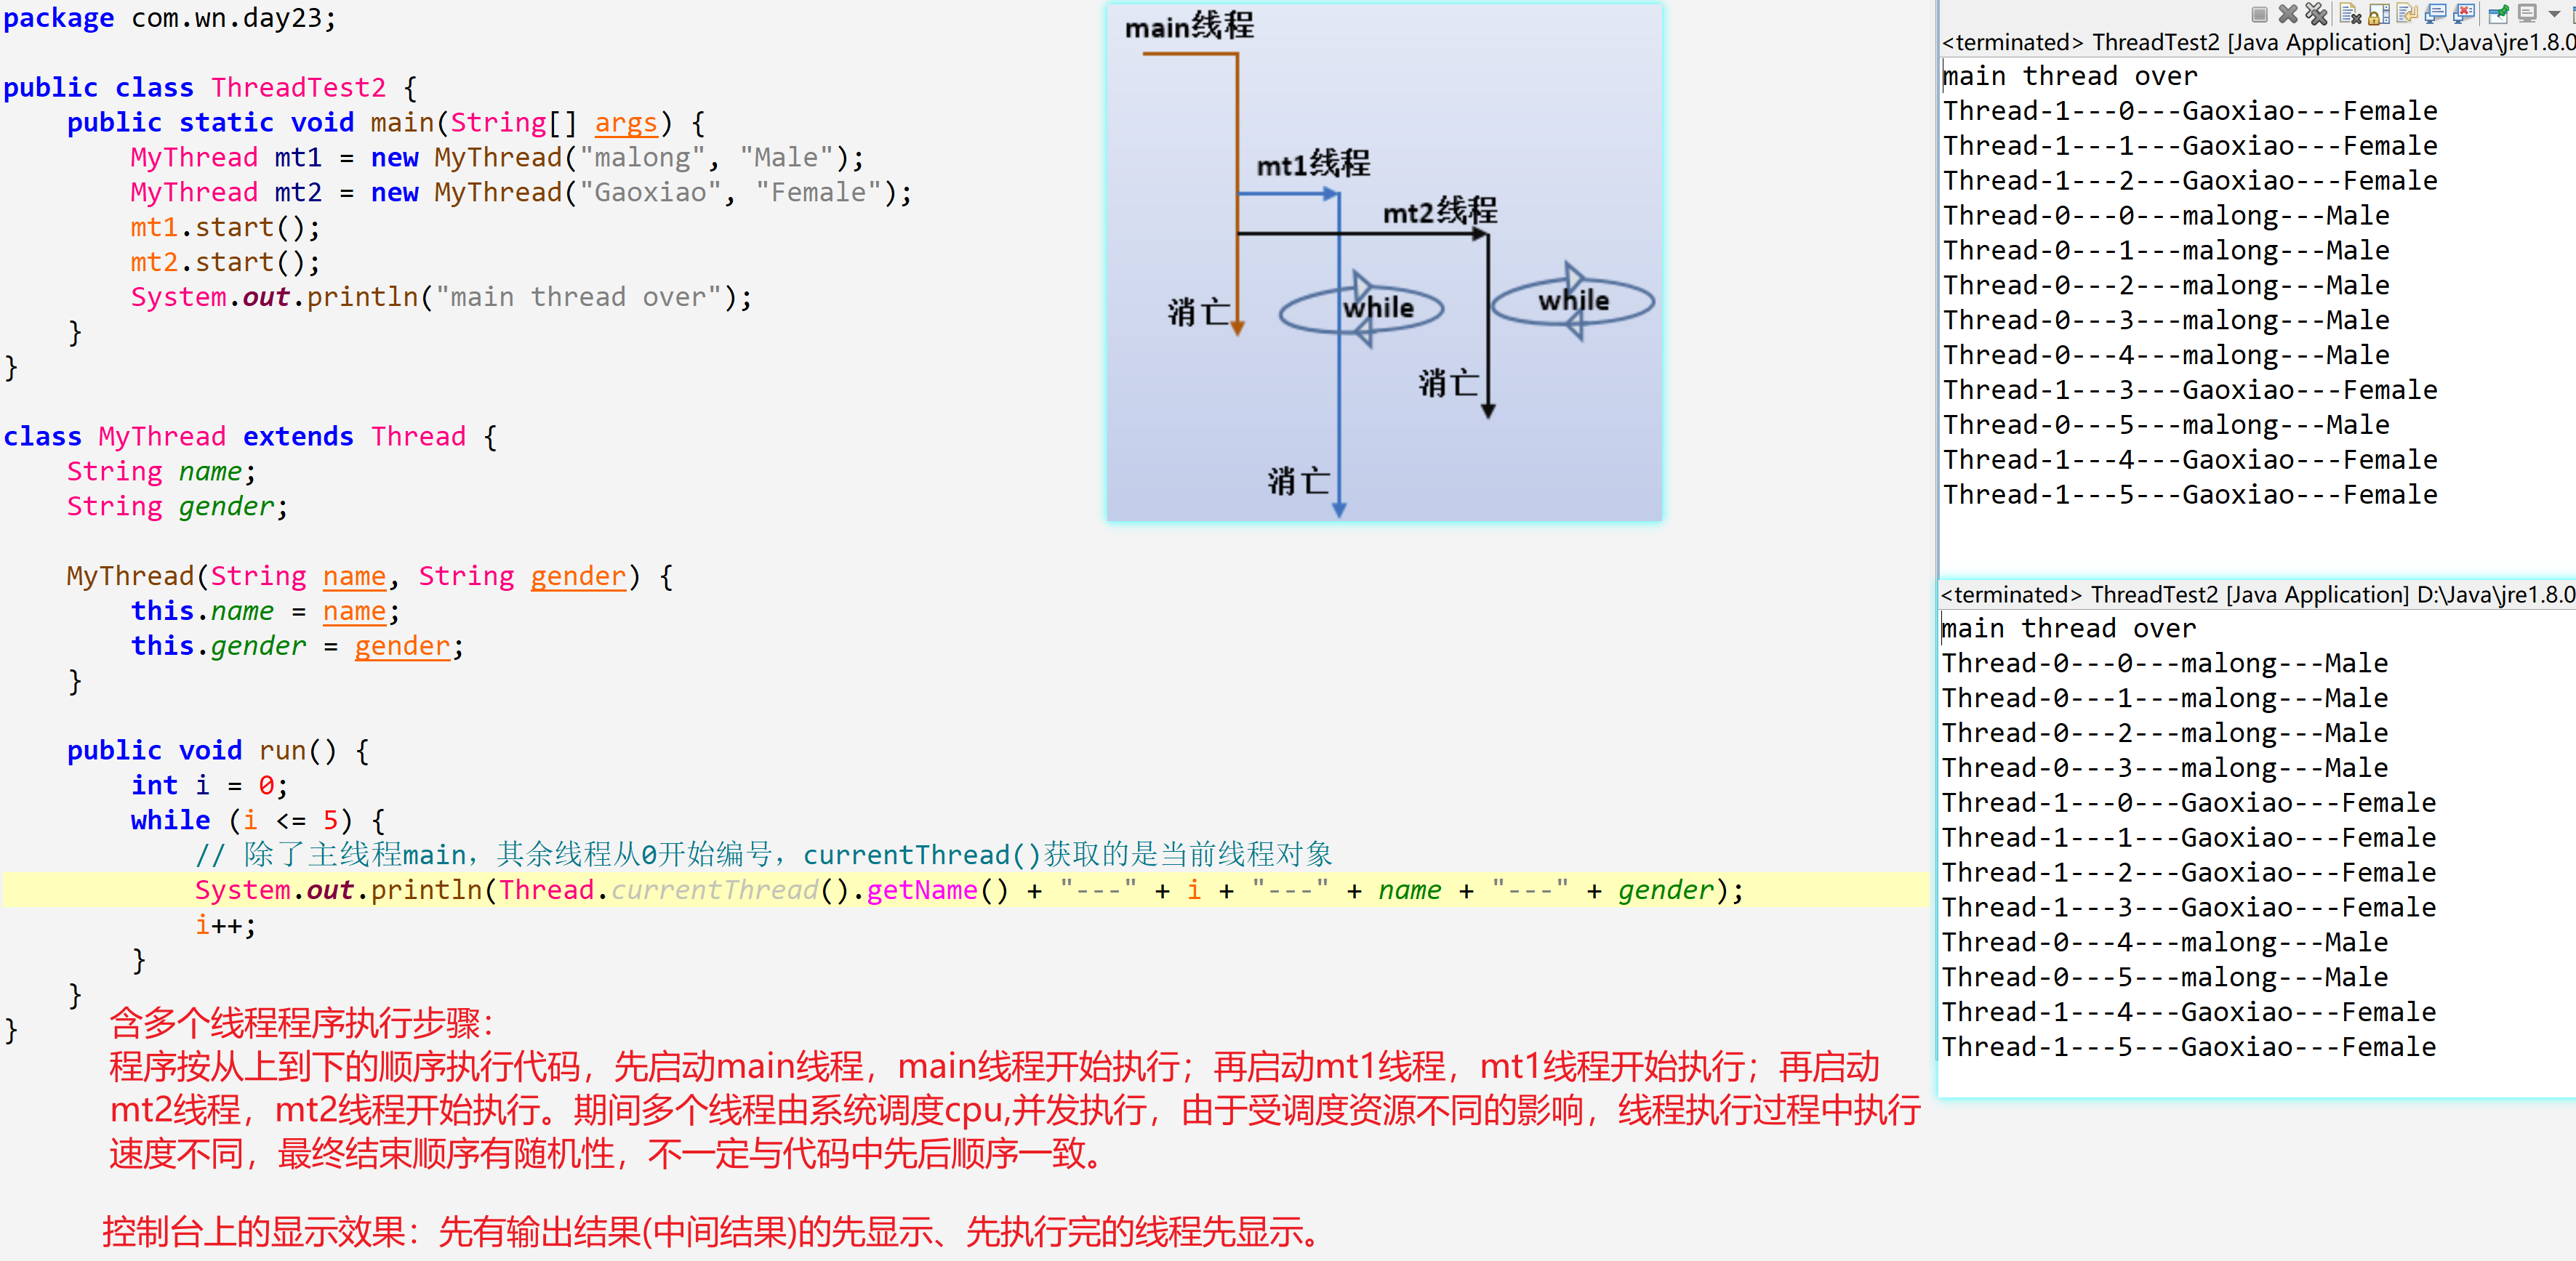 package com.wn.day23;
public class ThreadTest2 {
public static void main(String[] args) {
MyThread mt1 = new MyThread("malong", "Male");
MyThread mt2 = new MyThread("Gaoxiao", "Female");
mt1.start();
mt2.start();
System.out.println("main thread over");
}
}
class MyThread extends Thread {
String name;
String gender;
MyThread(String name, String gender) {
this.name = name;
this.gender = gender;
}
public void run() {
int i = 0;
while (i <= 5) {
// 除了主线程main，其余线程从0开始编号，currentThread()获取的是当前线程对象
System.out.println(Thread.currentThread().getName() + "---" + i + "---" + name + "---" + gender);
i++;
}
}
}
含多个线程程序执行步骤：
程序按从上到下的顺序执行代码，先启动main线程，main线程开始执行；再启动mt1线程，mt1线程开始执行；再启动
mt2线程，mt2线程开始执行。期间多个线程由系统调度cpu,并发执行，由于受调度资源不同的影响，线程执行过程中执行
速度不同，最终结束顺序有随机性，不一定与代码中先后顺序一致。
控制台上的显示效果：先有输出结果(中间结果)的先显示、先执行完的线程先显示。
main线程
mt1线程
mt2线程
while
while
消亡
消亡
消亡
<terminated> ThreadTest2 [Java Application] D:\Java\jre1.8.0
main thread over
Thread-1---0---Gaoxiao---Female
Thread-1---1---Gaoxiao---Female
Thread-1---2---Gaoxiao---Female
Thread-0---0---malong---Male
Thread-0---1---malong---Male
Thread-0---2---malong---Male
Thread-0---3---malong---Male
Thread-0---4---malong---Male
Thread-1---3---Gaoxiao---Female
Thread-0---5---malong---Male
Thread-1---4---Gaoxiao---Female
Thread-1---5---Gaoxiao---Female
<terminated> ThreadTest2 [Java Application] D:\Java\jre1.8.0
main thread over
Thread-0---0---malong---Male
Thread-0---1---malong---Male
Thread-0---2---malong---Male
Thread-0---3---malong---Male
Thread-1---0---Gaoxiao---Female
Thread-1---1---Gaoxiao---Female
Thread-1---2---Gaoxiao---Female
Thread-1---3---Gaoxiao---Female
Thread-0---4---malong---Male
Thread-0---5---malong---Male
Thread-1---4---Gaoxiao---Female
Thread-1---5---Gaoxiao---Female